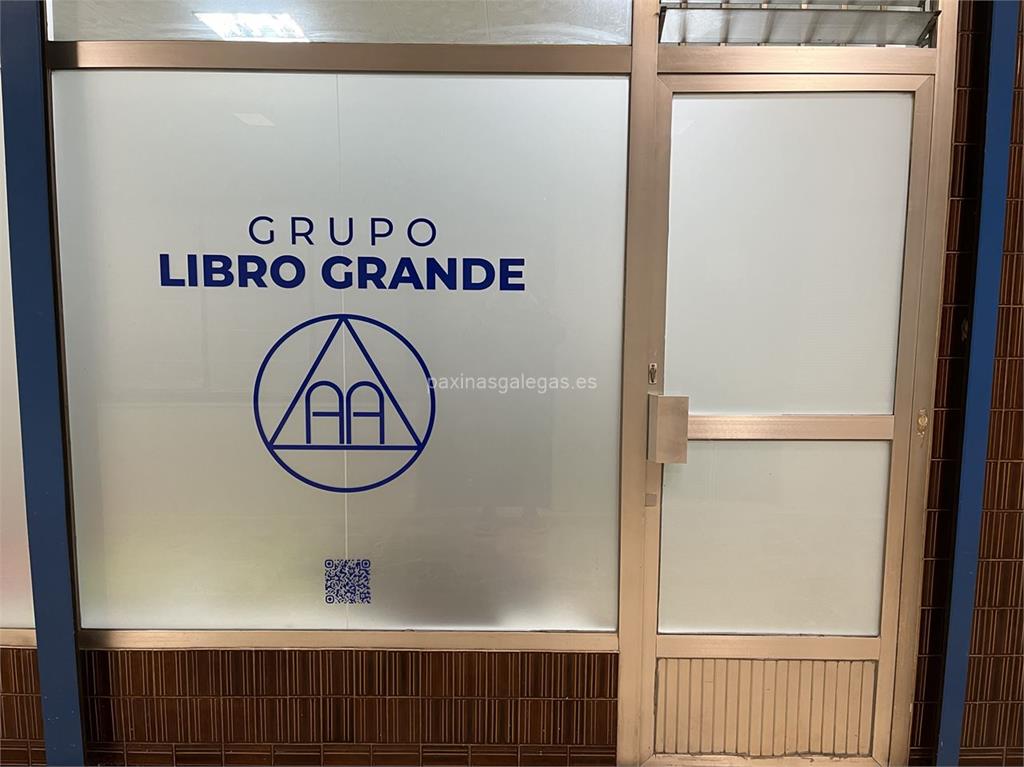 GRUPO
LIBRO GRANDE
AA
paxinasgalegas.es